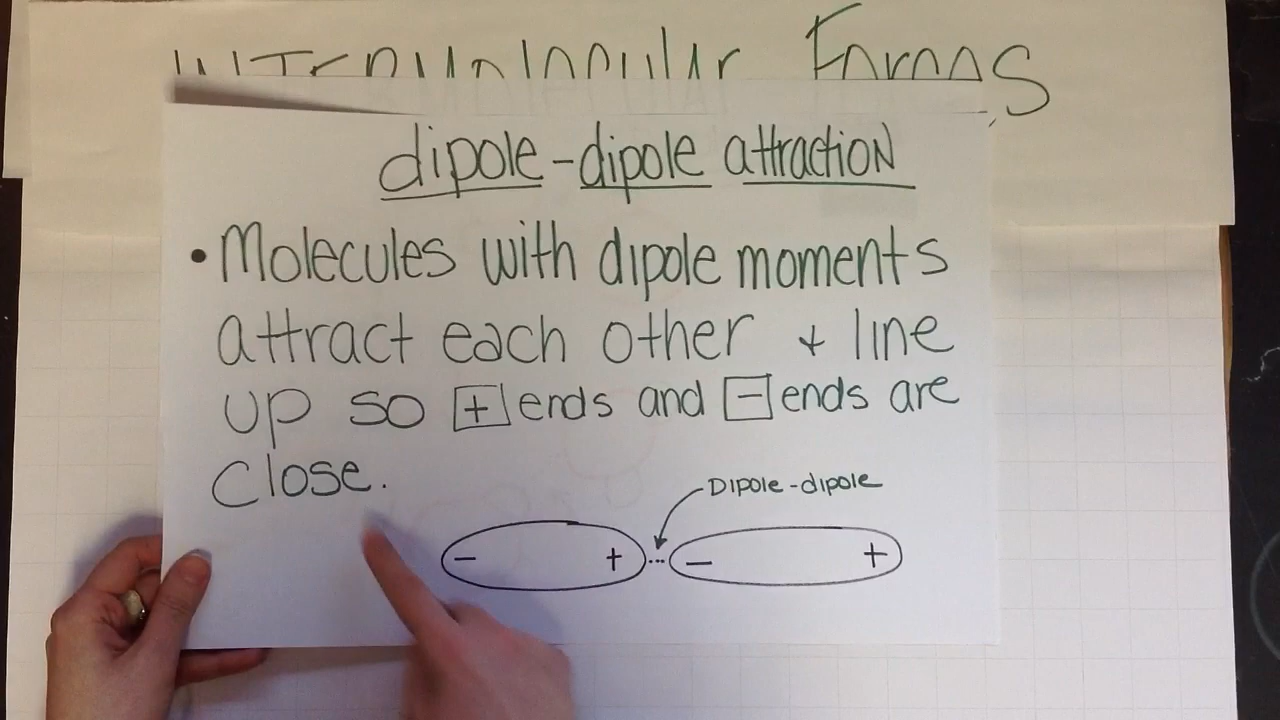 Intermolecular Forces
dipole-dipole attraction
• Molecules with dipole moments
attract each other + line
up so + ends and - ends are
close.
Dipole-dipole
- + ... - +